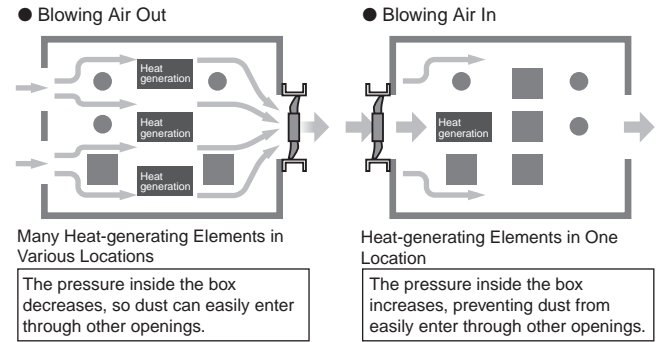 ● Blowing Air Out
Heat
generation
Heat
generation
Heat
generation
Many Heat-generating Elements in
Various Locations
The pressure inside the box
decreases, so dust can easily enter
through other openings.
● Blowing Air In
Heat
generation
Heat-generating Elements in One
Location
The pressure inside the box
increases, preventing dust from
easily enter through other openings.